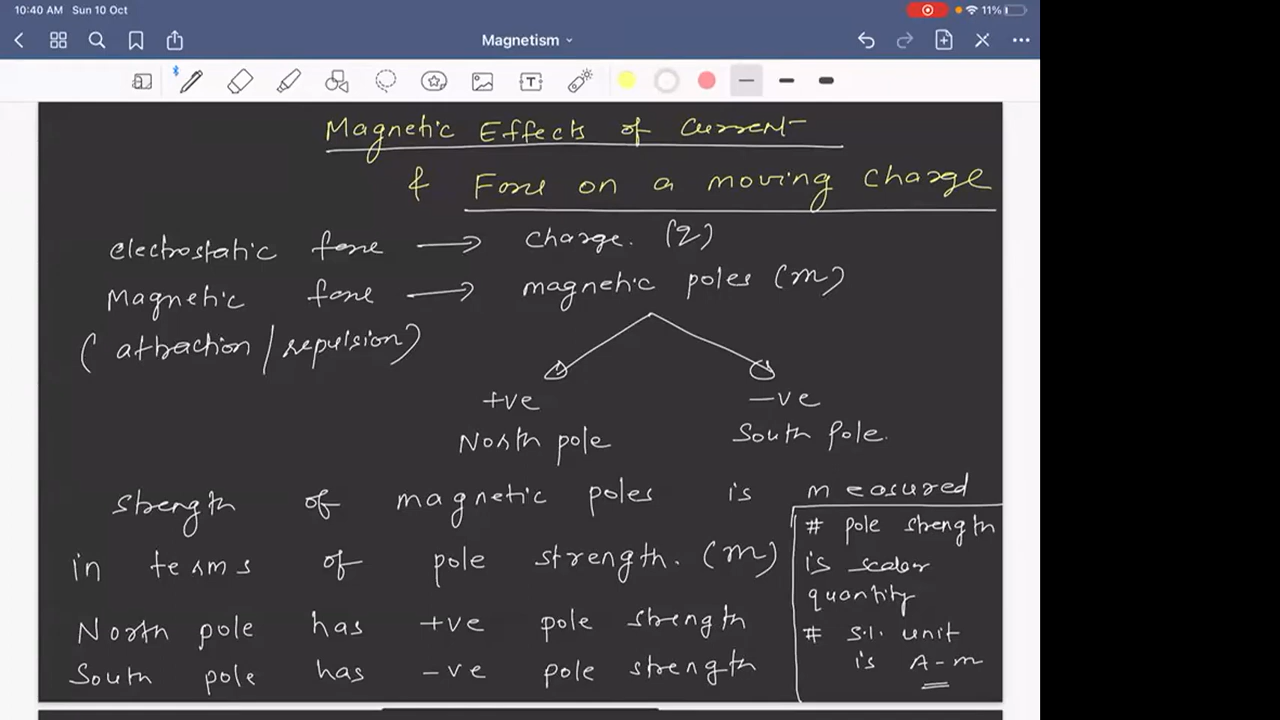 10:40 AM Sun 10 Oct
11%
Magnetism
Magnetic Effects of Current
& Force on a moving charge
electrostatic force → charge. (q)
Magnetic force → magnetic poles (m)
(attraction / repulsion)
+ve
North pole
-ve
South Pole.
strength of magnetic poles is measured
in terms of pole strength. (m)
North pole has +ve pole strength
South pole has -ve pole strength
# pole strength
is scalar
quantity
# S.I. unit
is A-m